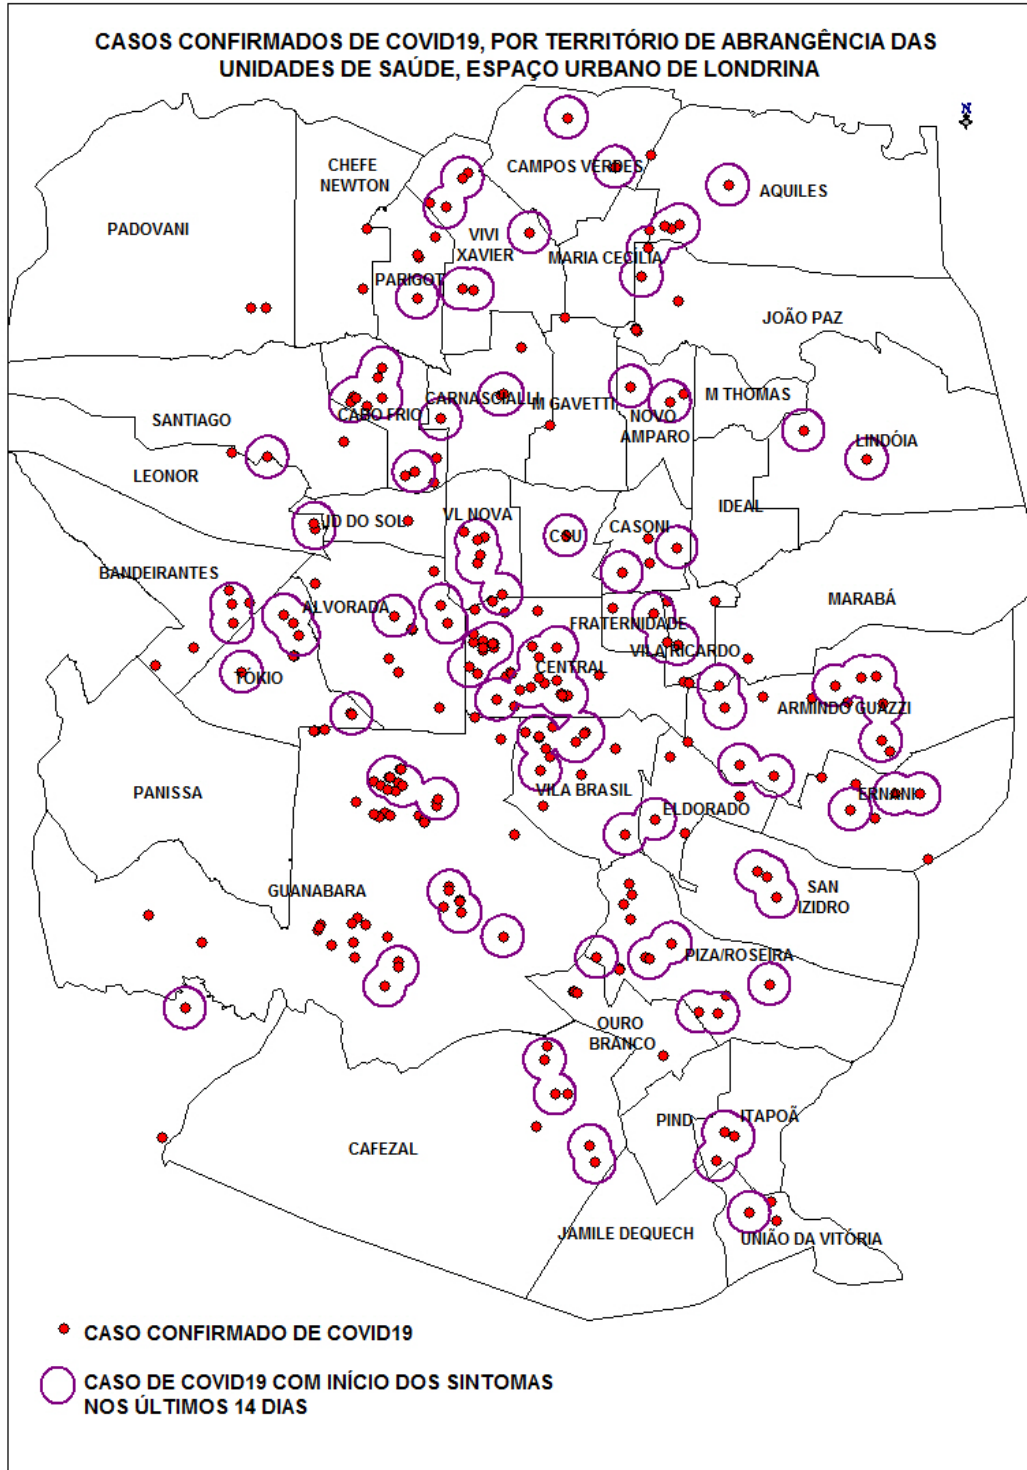 CASOS CONFIRMADOS DE COVID19, POR TERRITÓRIO DE ABRANGÊNCIA DAS
UNIDADES DE SAÚDE, ESPAÇO URBANO DE LONDRINA
N
CHEFE
NEWTON
CAMPOS VERDES
AQUILES
PADOVANI
VIVI
XAVIER
MARIA CECÍLIA
PARIGOT
JOÃO PAZ
CARNASCIALLI
M GAVETTI
M THOMAS
SANTIAGO
CABO FRIO
NOVO
AMPARO
LINDÓIA
LEONOR
IDEAL
JD DO SOL
VL NOVA
CSU
CASONI
BANDEIRANTES
ALVORADA
MARABÁ
FRATERNIDADE
VILA RICARDO
TÓKIO
CENTRAL
ARMINDO GUAZZI
PANISSA
VILA BRASIL
ERNANI
ELDORADO
GUANABARA
SAN
IZIDRO
PIZA/ROSEIRA
OURO
BRANCO
PIND
ITAPOÃ
CAFEZAL
JAMILE DEQUECH
UNIÃO DA VITÓRIA
CASO CONFIRMADO DE COVID19
CASO DE COVID19 COM INÍCIO DOS SINTOMAS
NOS ÚLTIMOS 14 DIAS